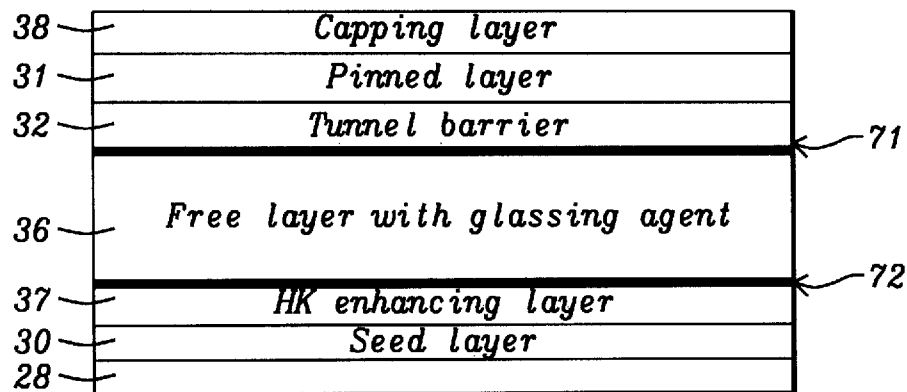 38 Capping layer
31 Pinned layer
32 Tunnel barrier
71
36 Free layer with glassing agent
72
37 HK enhancing layer
30 Seed layer
28